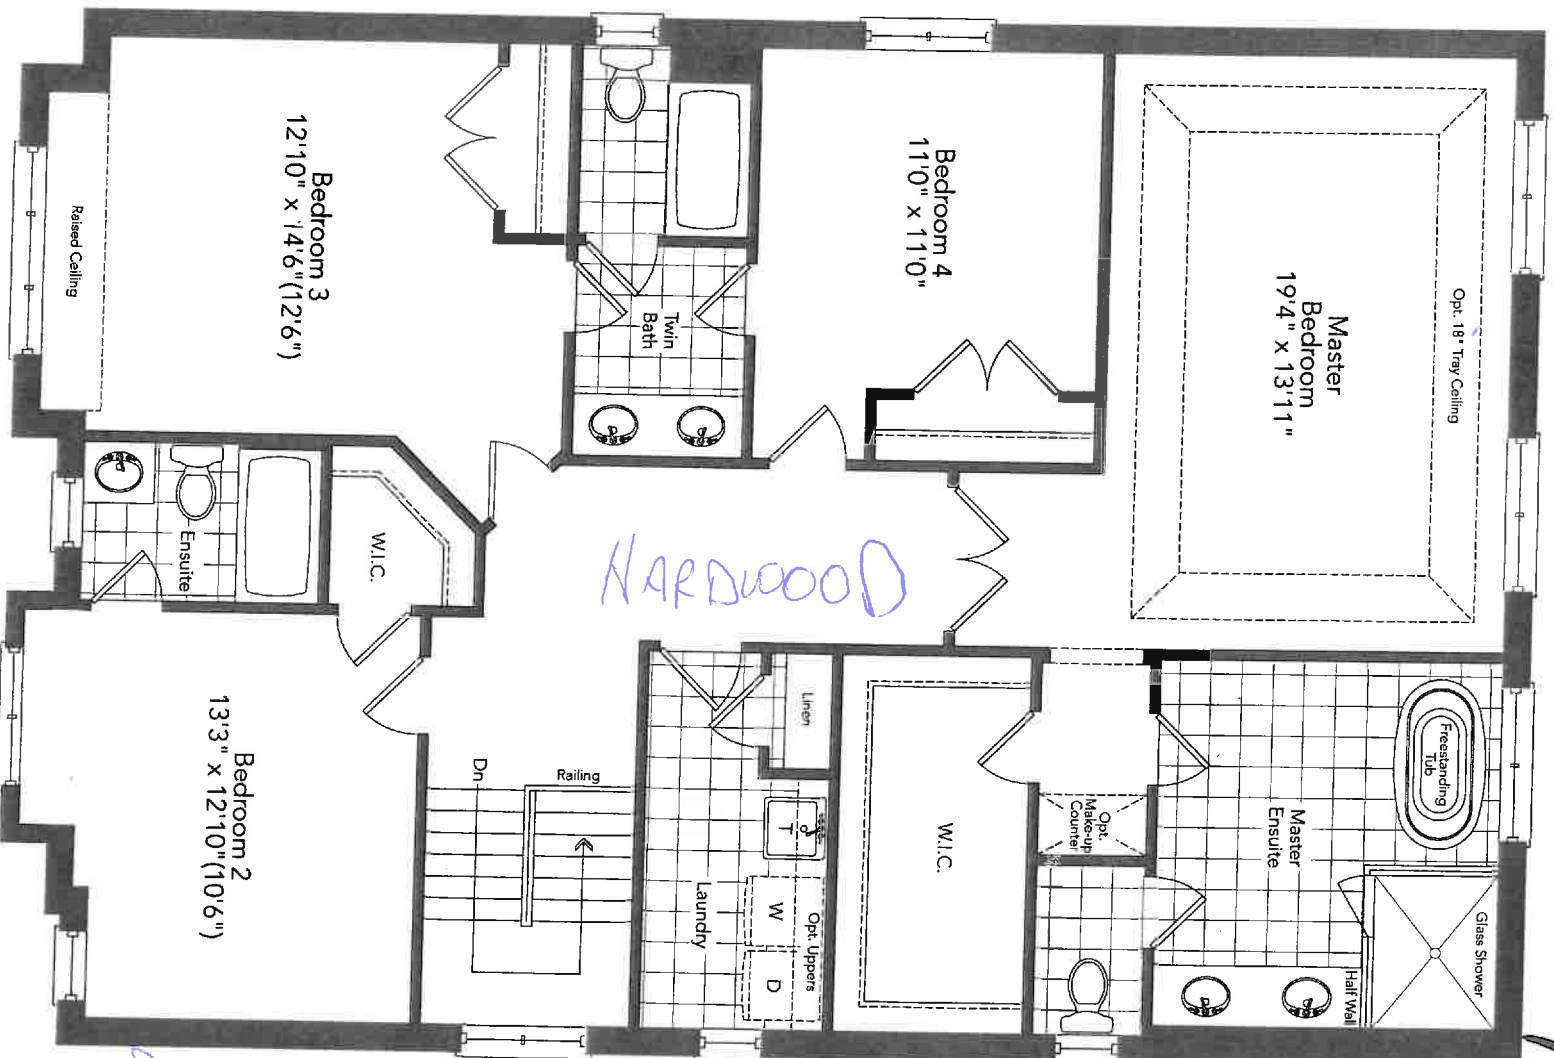 Opt. 18" Tray Ceiling
Master
Bedroom
19'4" x 13'11"
Freestanding
Tub
Glass Shower
Master
Ensuite
Half Wall
Opt.
Make-up
Counter
W.I.C.
Bedroom 4
11'0" x 11'0"
HARDWOOD
Linen
Opt. Uppers
T
W
D
Laundry
Twin
Bath
Railing
Dn
Bedroom 3
12'10" x 14'6"(12'6")
Raised Ceiling
W.I.C.
Ensuite
Bedroom 2
13'3" x 12'10"(10'6")